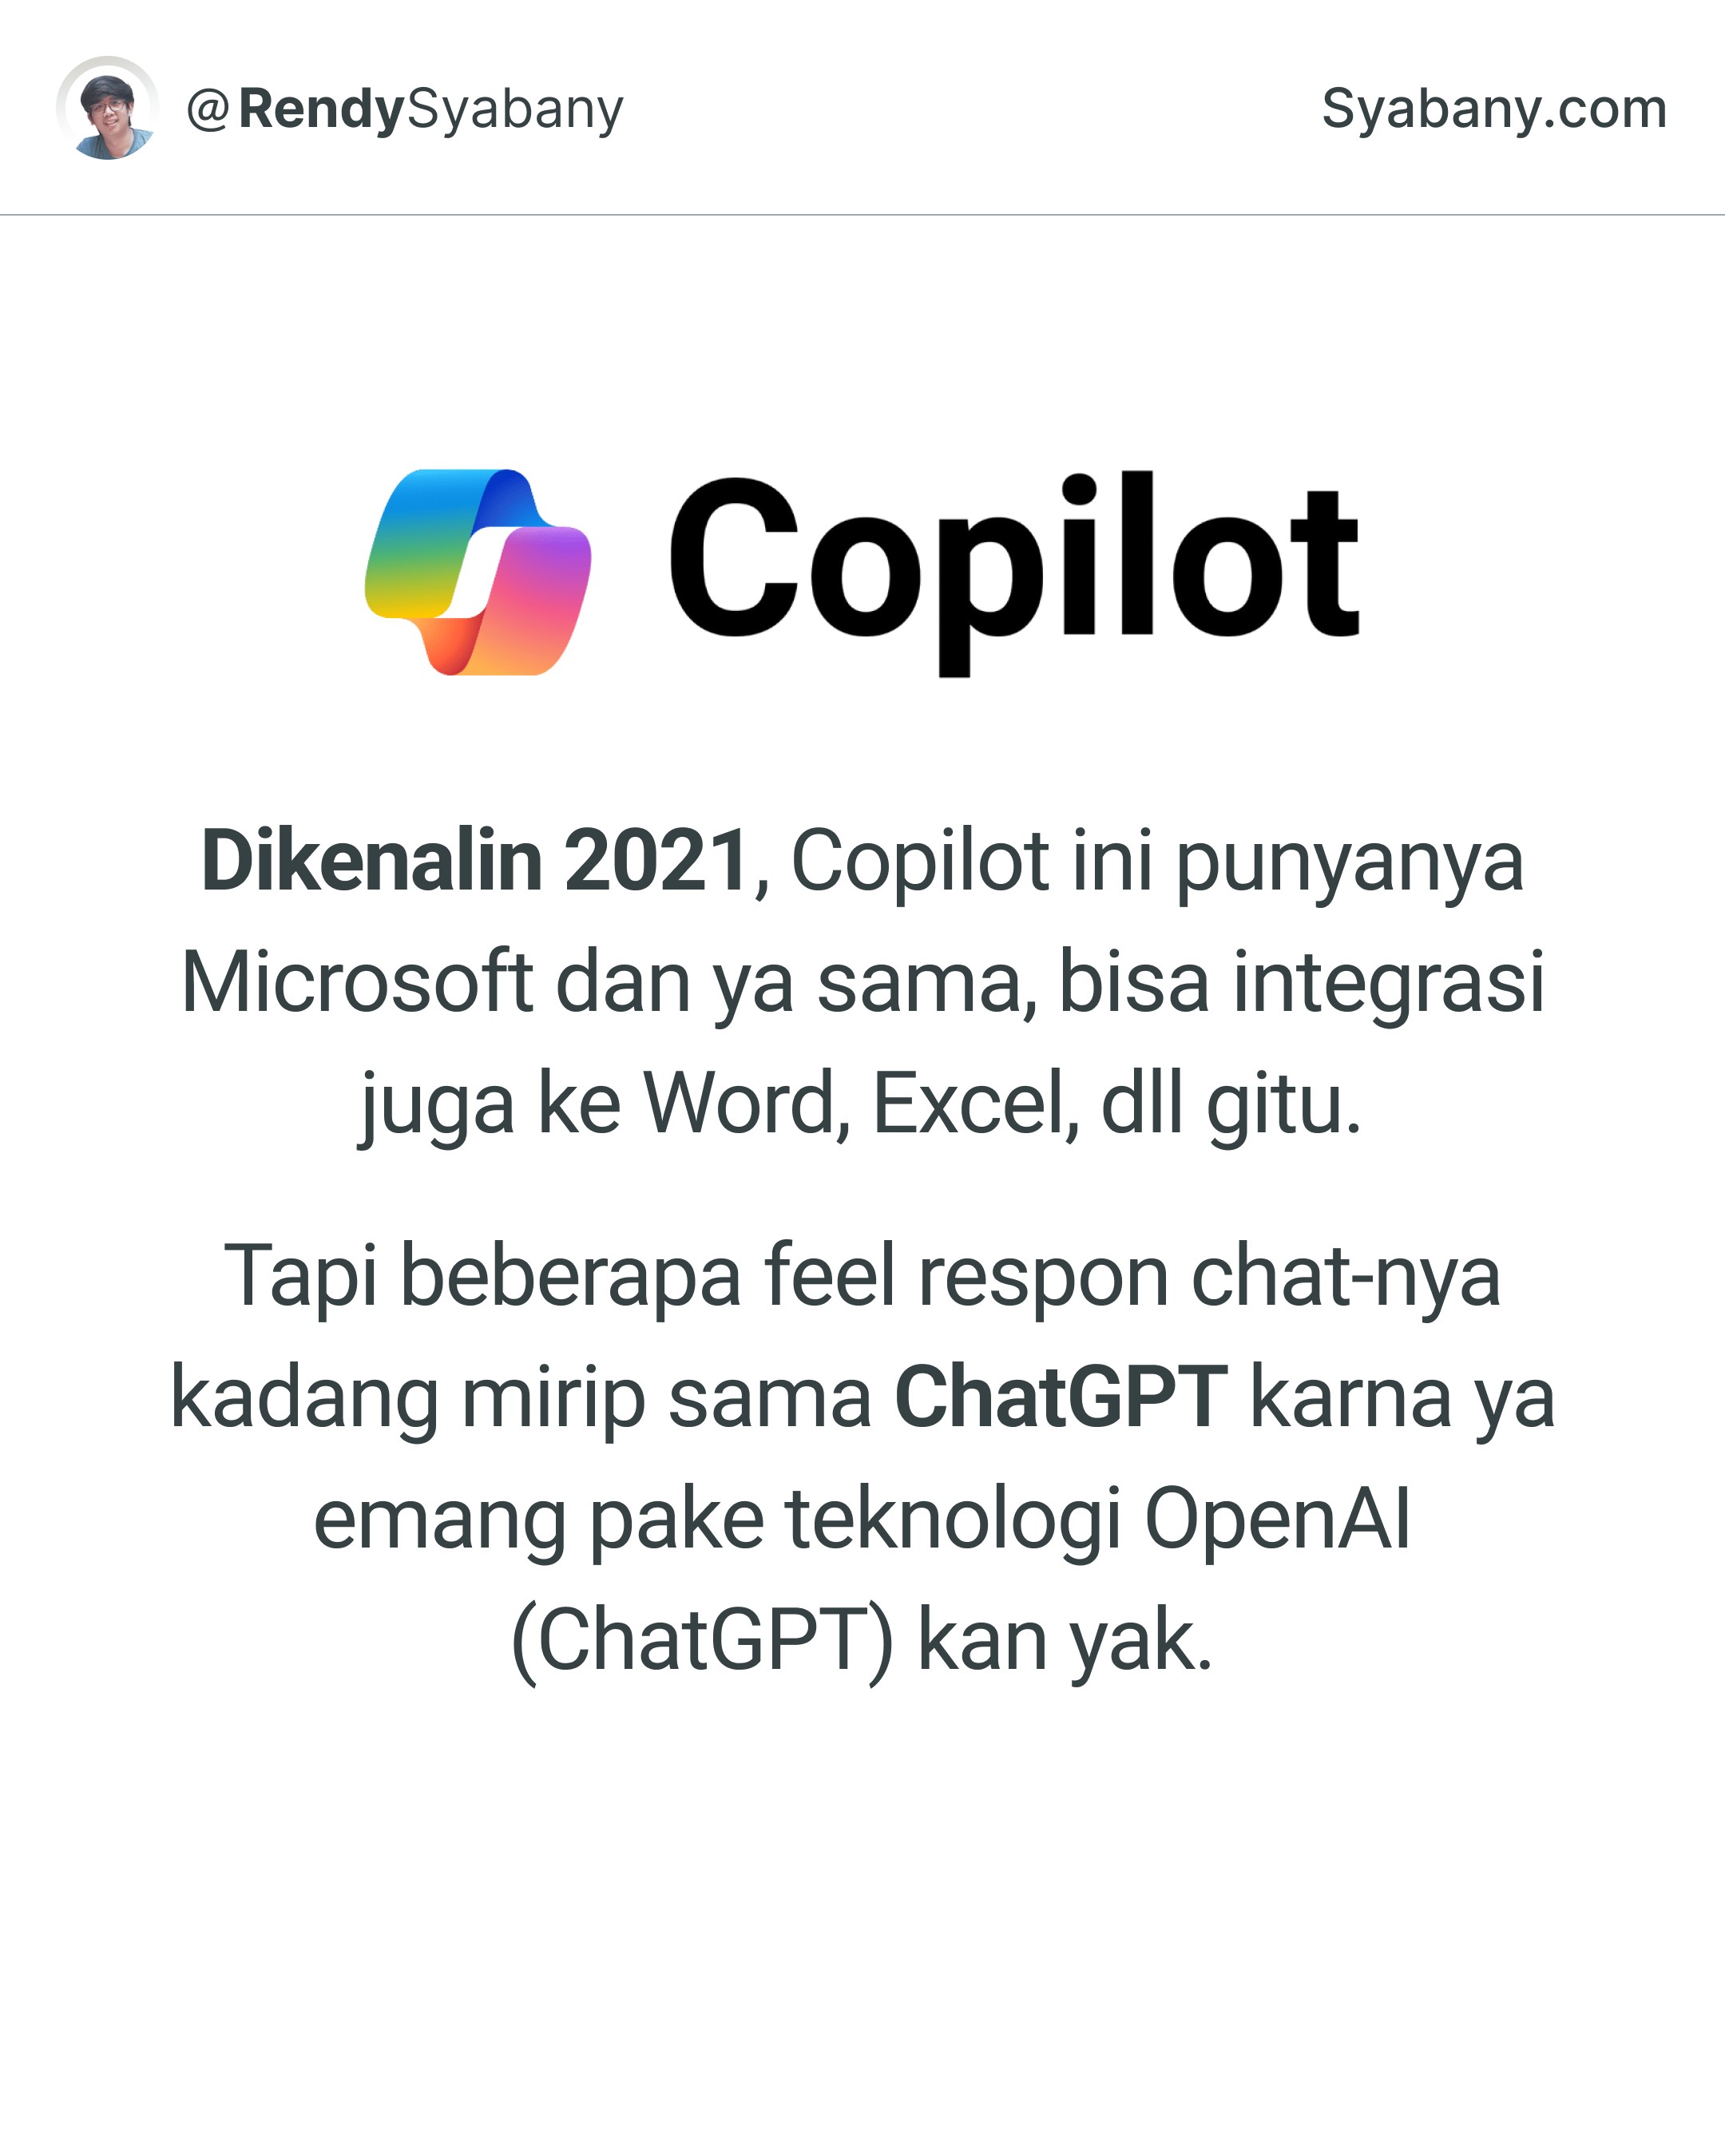 @RendySyabany
Syabany.com
Copilot
Dikenalin 2021, Copilot ini punyanya
Microsoft dan ya sama, bisa integrasi
juga ke Word, Excel, dll gitu.
Tapi beberapa feel respon chat-nya
kadang mirip sama ChatGPT karna ya
emang pake teknologi OpenAI
(ChatGPT) kan yak.